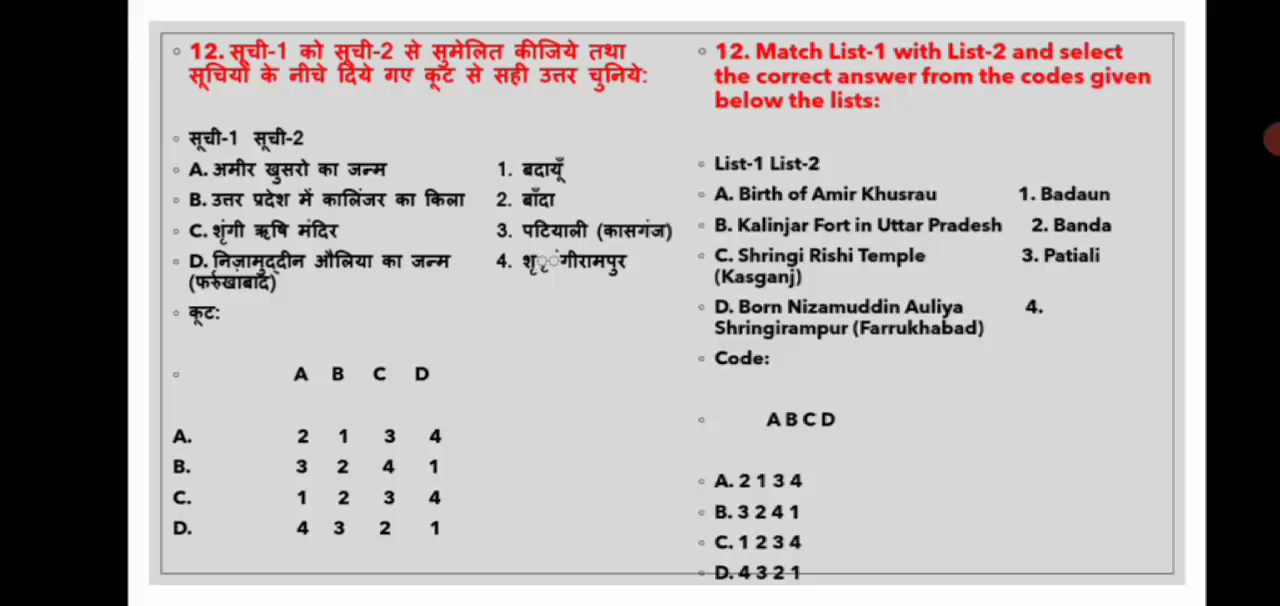 12. सूची-1 को सूची-2 से सुमेलित कीजिये तथा
सूचियों के नीचे दिये गए कूट से सही उत्तर चुनिये:
सूची-1 सूची-2
A. अमीर खुसरो का जन्म 1. बदायूँ
B. उत्तर प्रदेश में कालिंजर का किला 2. बाँदा
C. शृंगी ऋषि मंदिर 3. पटियाली (कासगंज)
D. निज़ामुद्दीन औलिया का जन्म 4. शृृंगीरामपुर
(फर्रुखाबाद)
कूट:
A B C D
A. 2 1 3 4
B. 3 2 4 1
C. 1 2 3 4
D. 4 3 2 1
12. Match List-1 with List-2 and select
the correct answer from the codes given
below the lists:
List-1 List-2
A. Birth of Amir Khusrau 1. Badaun
B. Kalinjar Fort in Uttar Pradesh 2. Banda
C. Shringi Rishi Temple 3. Patiali
(Kasganj)
D. Born Nizamuddin Auliya 4.
Shringirampur (Farrukhabad)
Code:
A B C D
A. 2 1 3 4
B. 3 2 4 1
C. 1 2 3 4
D. 4 3 2 1